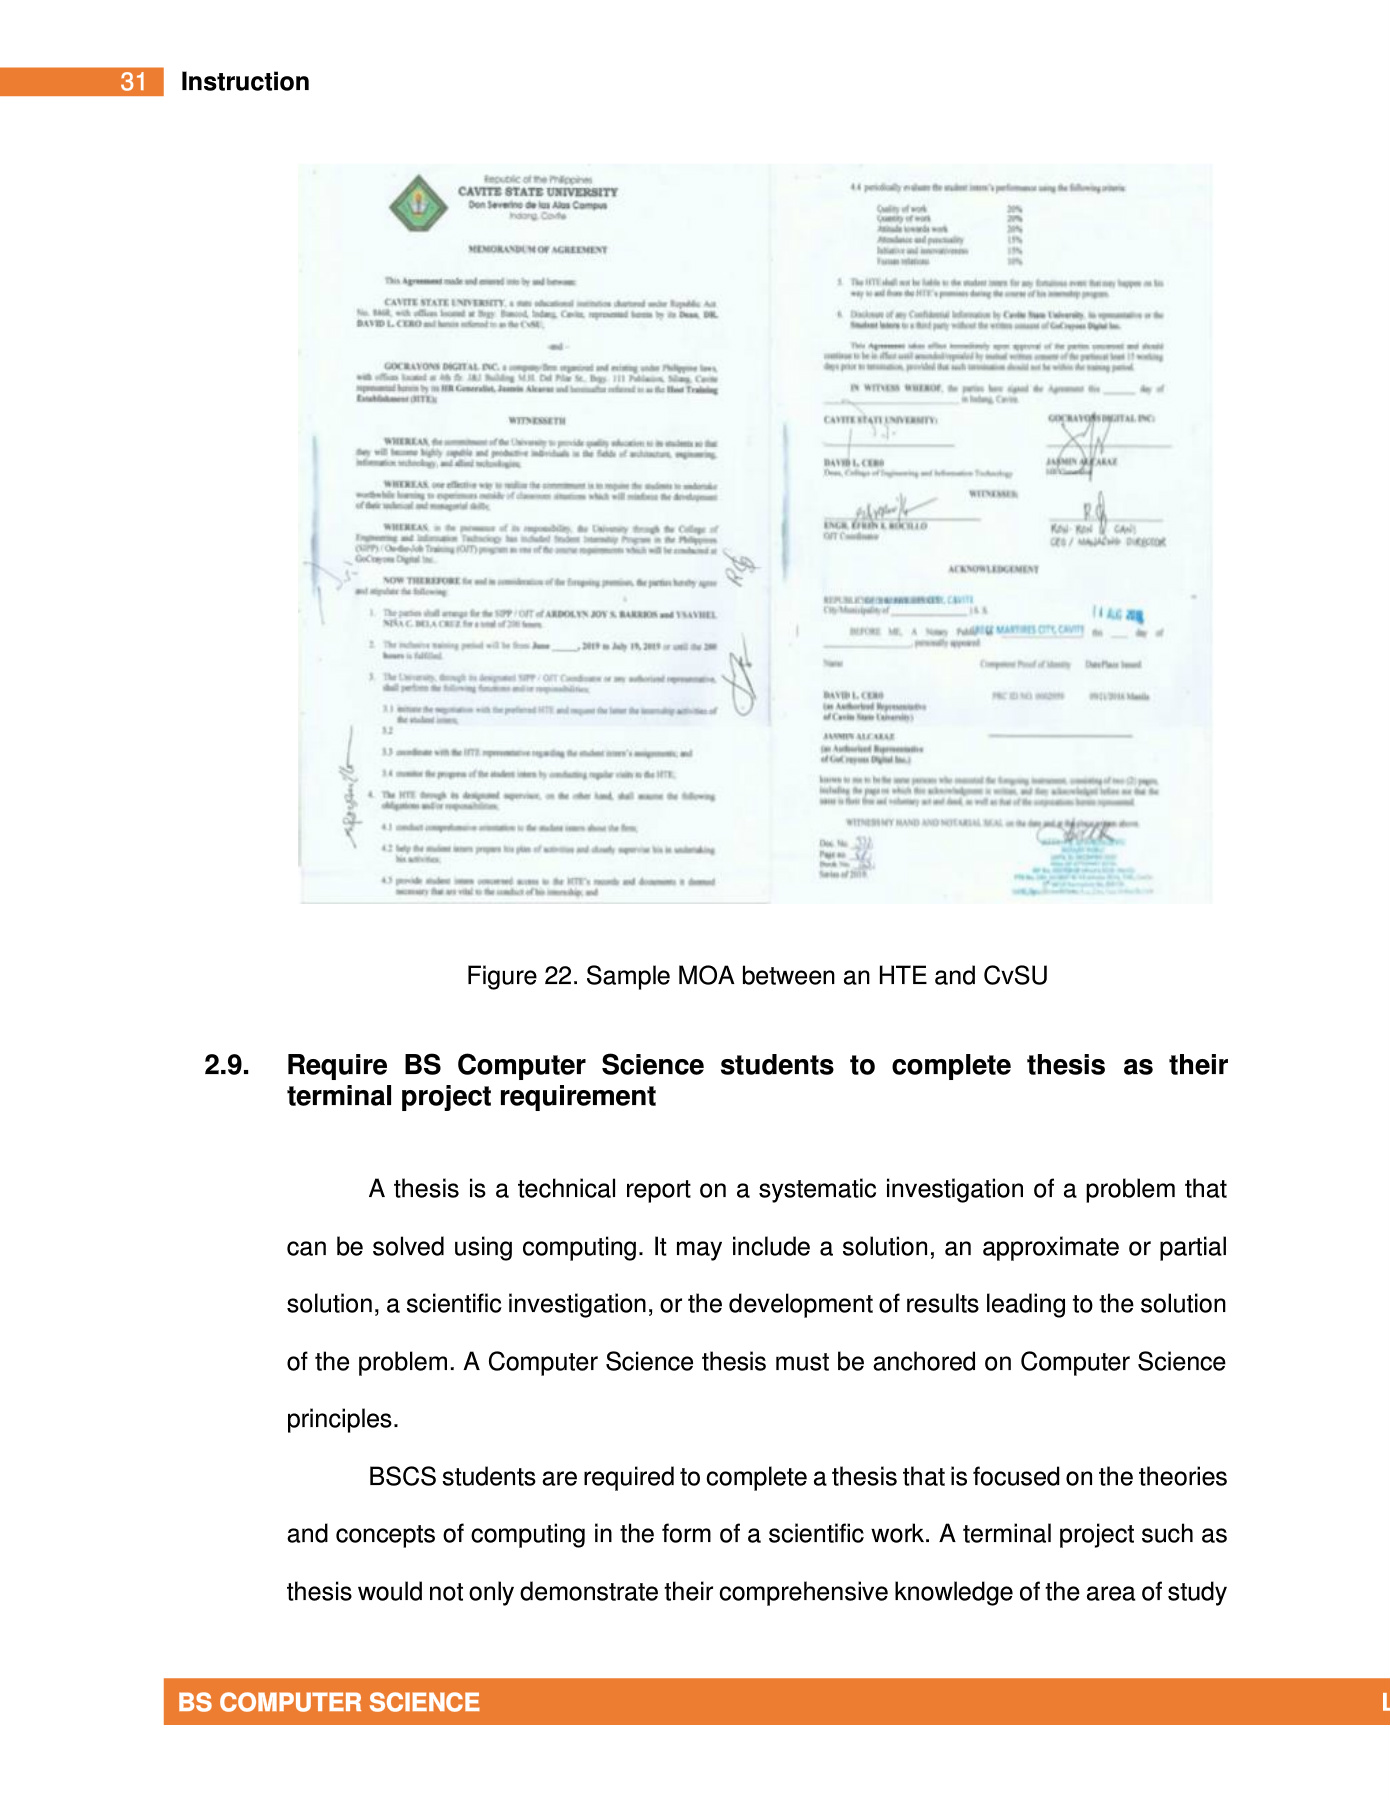 31 Instruction
Republic of the Philippines
CAVITE STATE UNIVERSITY
Don Severino de las Alas Campus
Indang, Cavite
MEMORANDUM OF AGREEMENT
This Agreement made and entered into by and between:
CAVITE STATE UNIVERSITY, a state educational institution chartered under Republic Act
No. 8468, with offices located at Brgy. Bancod, Indang, Cavite, represented herein by its Dean, DR.
DAVID L. CERO and herein referred to as the CvSU;
-and-
GOCRAYONS DIGITAL INC. a company/firm organized and existing under Philippine laws,
with offices located at 4th flr. J&J Building M.H. Del Pilar St., Brgy. 111 Poblacion, Silang, Cavite
represented herein by its HR Generalist, Jasmin Alcaraz and hereinafter referred to as the Host Training
Establishment (HTE);
WITNESSETH
WHEREAS, the commitment of the University to provide quality education to its students so that
they will become highly capable and productive individuals in the fields of architecture, engineering,
information technology, and allied technologies;
WHEREAS, one effective way to realize the commitment is to require the students to undertake
worthwhile learning to experiences outside of classroom situations which will reinforce the development
of their technical and managerial skills;
WHEREAS, in the pursuance of its responsibility, the University through the College of
Engineering and Information Technology has included Student Internship Program in the Philippines
(SIPP) / On-the-Job Training (OJT) program as one of the course requirements which will be conducted at
GoCrayons Digital Inc.
NOW THEREFORE for and in consideration of the foregoing premises, the parties hereby agree
and stipulate the following:
1. The parties shall arrange for the SIPP / OJT of ARDOLYN JOY S. BARRION and YSAVHEL
NIÑA C. DELA CRUZ for a total of 200 hours.
2. The inclusive training period will be from June _____, 2019 to July 19, 2019 or until the 200
hours is fulfilled.
3. The University, through its designated SIPP / OJT Coordinator or any authorized representative,
shall perform the following functions and/or responsibilities:
3.1 initiate the negotiation with the preferred HTE and request the latter the internship activities of
the student intern;
3.2
3.3 coordinate with the HTE representative regarding the student intern's assignments; and
3.4 monitor the progress of the student intern by conducting regular visits to the HTE;
4. The HTE through its designated supervisor, on the other hand, shall assume the following
obligations and/or responsibilities:
4.1 conduct comprehensive orientation to the student intern about the firm;
4.2 help the student intern prepare his plan of activities and closely supervise his in undertaking
his activities;
4.3 provide student intern concerned access to the HTE's records and documents it deemed
necessary that are vital to the conduct of his internship; and
4.4 periodically evaluate the student intern's performance using the following criteria:
Quality of work 20%
Quantity of work 20%
Attitude towards work 20%
Attendance and punctuality 15%
Initiative and innovativeness 15%
Human relations 10%
5. The HTE shall not be liable to the student intern for any fortuitous event that may happen on his
way to and from the HTE's premises during the course of his internship program.
6. Disclosure of any Confidential Information by Cavite State University, its representative or the
Student Intern to a third party without the written consent of GoCrayons Digital Inc.
This Agreement takes effect immediately upon approval of the parties concerned and should
continue to be in effect until amended/repealed by mutual written consent of the parties at least 15 working
days prior to termination, provided that such termination should not be within the training period.
IN WITNESS WHEROF, the parties have signed the Agreement this ______ day of
______ in Indang, Cavite.
CAVITE STATE UNIVERSITY: GOCRAYONS DIGITAL INC:
DAVID L. CERO JASMIN ALCARAZ
Dean, College of Engineering and Information Technology
WITNESSES:
ENGR. EFREN R. ROCILLO RON-RON G. CANI
OJT Coordinator CEO / MANAGING DIRECTOR
ACKNOWLEDGEMENT
City/Municipality of ______ ) S. S.
14 AUG
BEFORE ME, A Notary Public MARTIRES CITY, CAVITE this ___ day of
______ personally appeared
Name Competent Proof of Identity Date/Place Issued
DAVID L. CERO PRC ID NO. 0002959 09/21/2016 Manila
(as Authorized Representative
of Cavite State University)
JASMIN ALCARAZ
(as Authorized Representative
of GoCrayons Digital Inc.)
known to me to be the same persons who executed the foregoing instrument, consisting of two (2) pages,
including the page on which this acknowledgement is written, and they acknowledged before me that the
same is their free and voluntary act and deed, as well as that of the corporations herein represented.
WITNESS MY HAND AND NOTARIAL SEAL on the date and at the place written above.
Doc. No.
Page no.
Book No.
Series of 2019.
Figure 22. Sample MOA between an HTE and CvSU
2.9. Require BS Computer Science students to complete thesis as their
terminal project requirement
A thesis is a technical report on a systematic investigation of a problem that
can be solved using computing. It may include a solution, an approximate or partial
solution, a scientific investigation, or the development of results leading to the solution
of the problem. A Computer Science thesis must be anchored on Computer Science
principles.
BSCS students are required to complete a thesis that is focused on the theories
and concepts of computing in the form of a scientific work. A terminal project such as
thesis would not only demonstrate their comprehensive knowledge of the area of study
BS COMPUTER SCIENCE